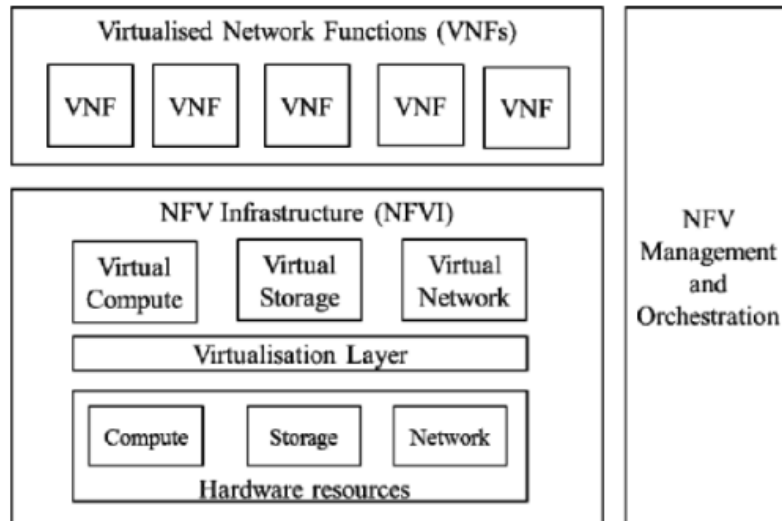 Virtualised Network Functions (VNFs)
VNF
VNF
VNF
VNF
VNF
NFV Infrastructure (NFVI)
Virtual
Compute
Virtual
Storage
Virtual
Network
Virtualisation Layer
Compute
Storage
Network
Hardware resources
NFV
Management
and
Orchestration